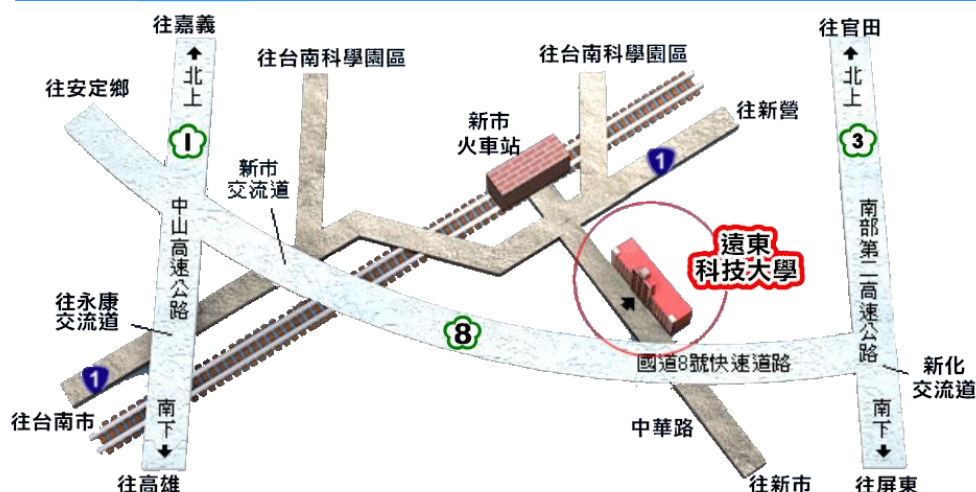 往嘉義
北上
1
中山高速公路
往永康
交流道
南下
往高雄
往安定鄉
往台南科學園區
新市
交流道
新市
火車站
往台南科學園區
往新營
1
遠東
科技大學
往官田
北上
3
南部第二高速公路
新化
交流道
南下
往屏東
8
國道8號快速道路
中華路
往新市
1
往台南市